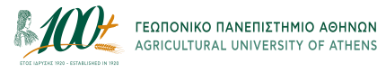 100+
ΓΕΩΠΟΝΙΚΟ ΠΑΝΕΠΙΣΤΗΜΙΟ ΑΘΗΝΩΝ
AGRICULTURAL UNIVERSITY OF ATHENS
ΕΤΟΣ ΙΔΡΥΣΗΣ 1920 - ESTABLISHED IN 1920